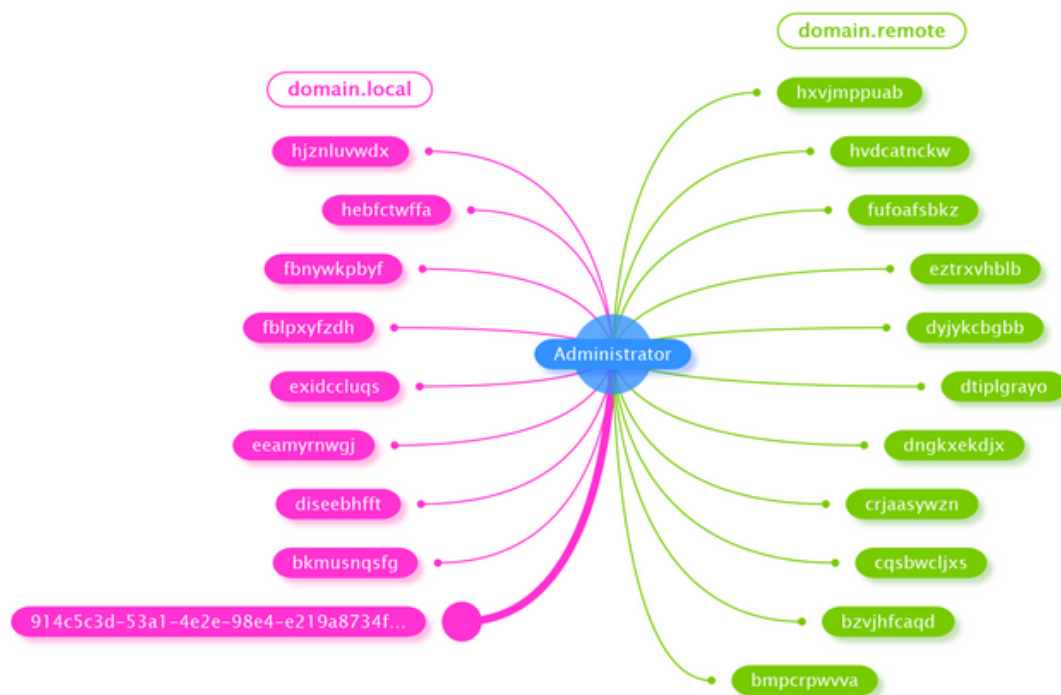 domain.local
hjznluvwdx
hebfctwffa
fbnywkpbyf
fblpxyfzdh
exidccluqs
eeamyrnwgj
diseebhfft
bkmusnqsfg
914c5c3d-53a1-4e2e-98e4-e219a8734f...
Administrator
domain.remote
hxvjmppuab
hvdcatnckw
fufoafsbkz
eztrxvhblb
dyjykcbgbb
dtiplgrayo
dngkxekdjx
crjaasywzn
cqsbwcljxs
bzvjhfcaqd
bmpcrpwvva